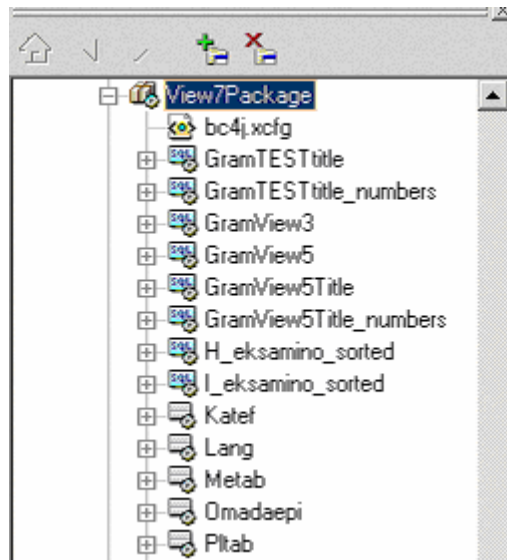 View7Package
bc4j.xcfg
GramTESTtitle
GramTESTtitle_numbers
GramView3
GramView5
GramView5Title
GramView5Title_numbers
H_eksamino_sorted
I_eksamino_sorted
Katef
Lang
Metab
Omadaepi
Pltab